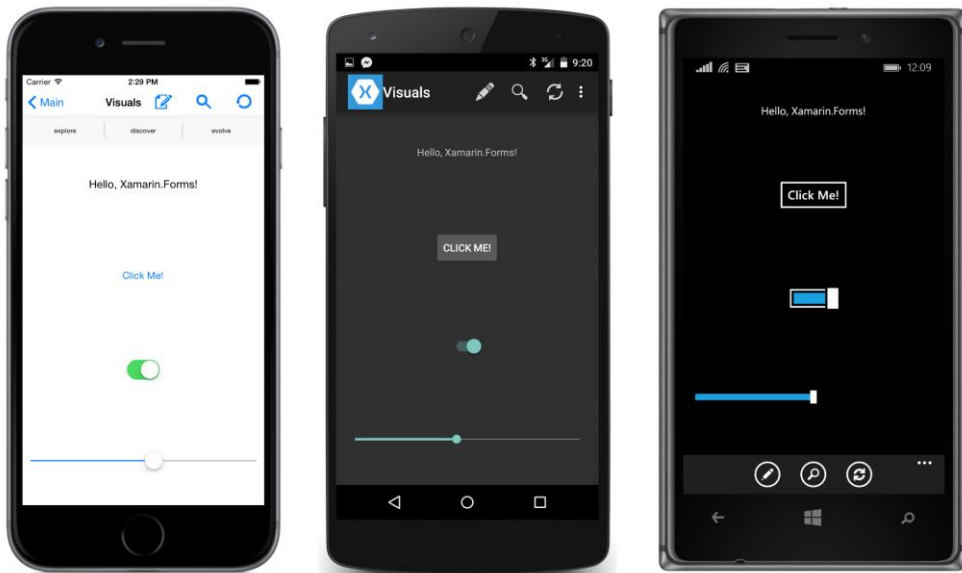 Carrier 2:29 PM
Main Visuals
explore discover evolve
Hello, Xamarin.Forms!
Click Me!
3G 9:20
Visuals
Hello, Xamarin.Forms!
CLICK ME!
12:09
Hello, Xamarin.Forms!
Click Me!